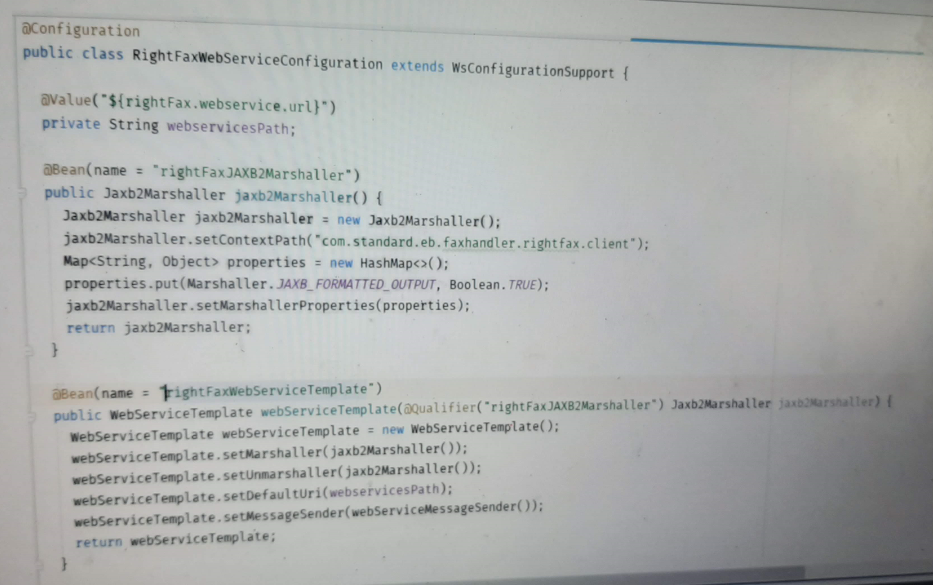 @Configuration
public class RightFaxWebServiceConfiguration extends WsConfigurationSupport {
@Value("${rightFax.webservice.url}")
private String webservicesPath;
@Bean(name = "rightFaxJAXB2Marshaller")
public Jaxb2Marshaller jaxb2Marshaller() {
Jaxb2Marshaller jaxb2Marshaller = new Jaxb2Marshaller();
jaxb2Marshaller.setContextPath("com.standard.eb.faxhandler.rightfax.client");
Map<String, Object> properties = new HashMap<>();
properties.put(Marshaller.JAXB_FORMATTED_OUTPUT, Boolean.TRUE);
jaxb2Marshaller.setMarshallerProperties(properties);
return jaxb2Marshaller;
}
@Bean(name = "rightFaxWebServiceTemplate")
public WebServiceTemplate webServiceTemplate(@Qualifier("rightFaxJAXB2Marshaller") Jaxb2Marshaller jaxb2Marshaller) {
WebServiceTemplate webServiceTemplate = new WebServiceTemplate();
webServiceTemplate.setMarshaller(jaxb2Marshaller());
webServiceTemplate.setUnmarshaller(jaxb2Marshaller());
webServiceTemplate.setDefaultUri(webservicesPath);
webServiceTemplate.setMessageSender(webServiceMessageSender());
return webServiceTemplate;
}